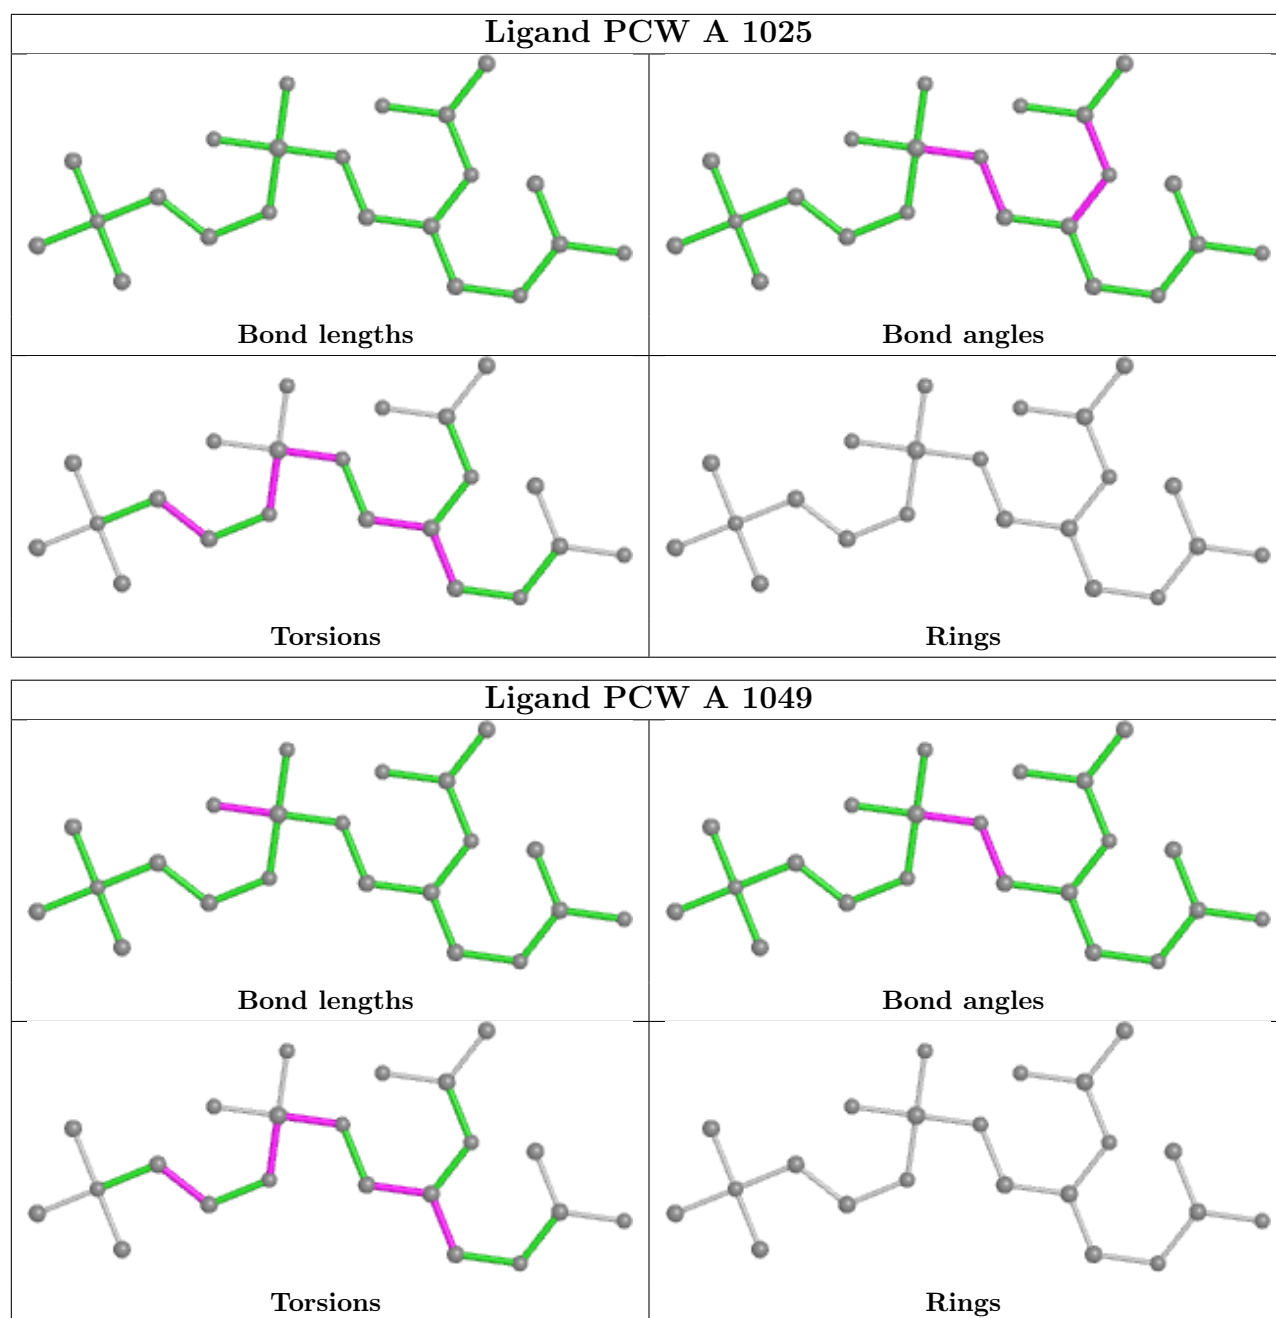 Ligand PCW A 1025
Bond lengths
Bond angles
Torsions
Rings
Ligand PCW A 1049
Bond lengths
Bond angles
Torsions
Rings